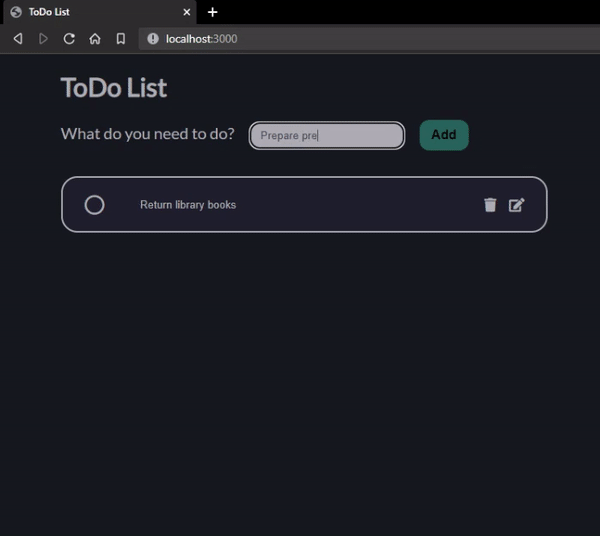 ToDo List
localhost:3000
ToDo List
What do you need to do?
Prepare pre
Add
Return library books